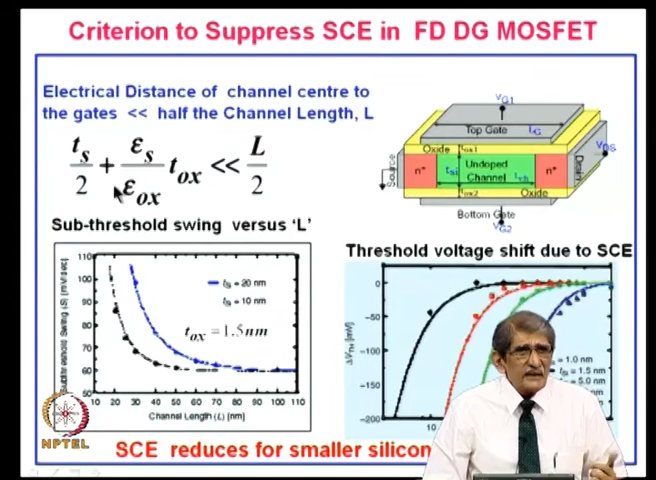 Criterion to Suppress SCE in FD DG MOSFET
Electrical Distance of channel centre to
the gates << half the Channel Length, L
t_s/2 + (ε_s/ε_ox) t_ox << L/2
V_G1
Top Gate L_G
Oxide t_ox1
V_DS
Source
n+
t_si
Undoped
Channel
L_ch
n+
Drain
t_ox2
Oxide
Bottom Gate
V_G2
Sub-threshold swing versus 'L'
110
100
90
80
70
60
50
t_Si = 20 nm
t_Si = 10 nm
t_ox = 1.5nm
10 20 30 40 50 60 70 80 90 100 110
Channel Length (L) (nm)
Threshold voltage shift due to SCE
0
-50
-100
-150
-200
ΔV_TH [mV]
10
= 1.0 nm
= 1.5 nm
5.0 nm
NPTEL
SCE reduces for smaller silicon